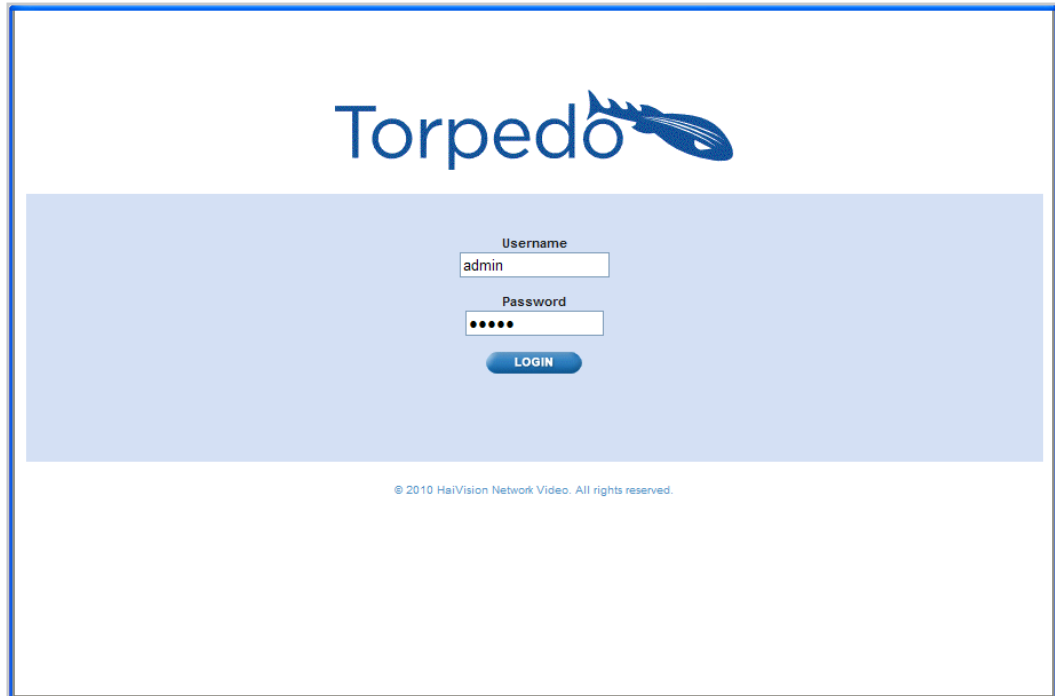 Torpedo
Username
admin
Password
•••••
LOGIN
© 2010 HaiVision Network Video. All rights reserved.